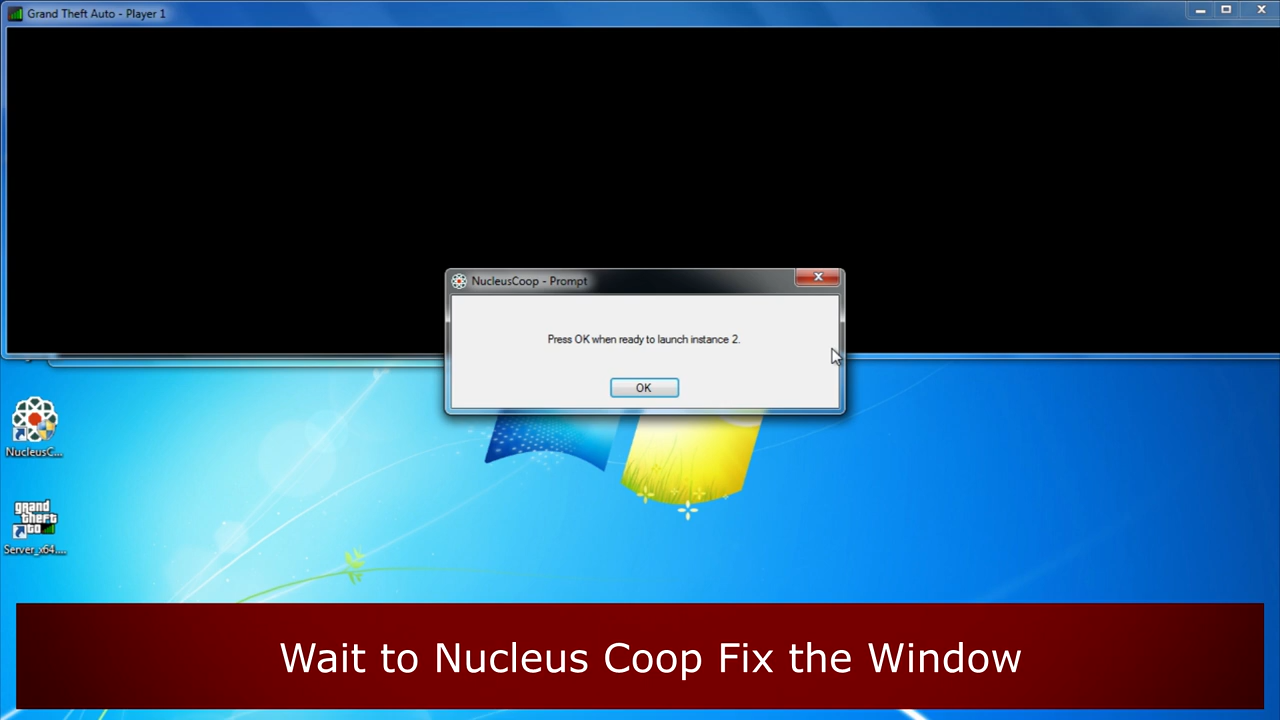 Grand Theft Auto - Player 1
NucleusCoop - Prompt
Press OK when ready to launch instance 2.
OK
NucleusC...
grand
theft
Server_x64....
Wait to Nucleus Coop Fix the Window